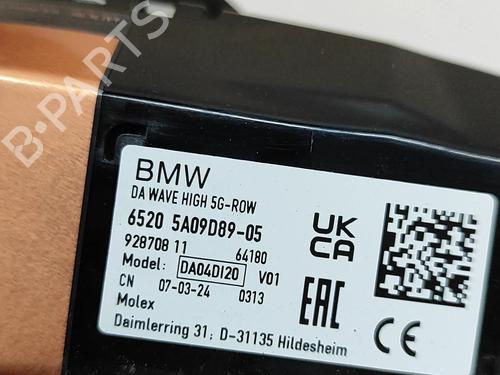 B-PARTS
BMW
DA WAVE HIGH 5G-ROW
6520 5A09D89-05
928708 11 64180
Model: DA04DI20 V01
CN 07-03-24 0313
Molex
Daimlerring 31; D-31135 Hildesheim
UK
CA
EAC
CE